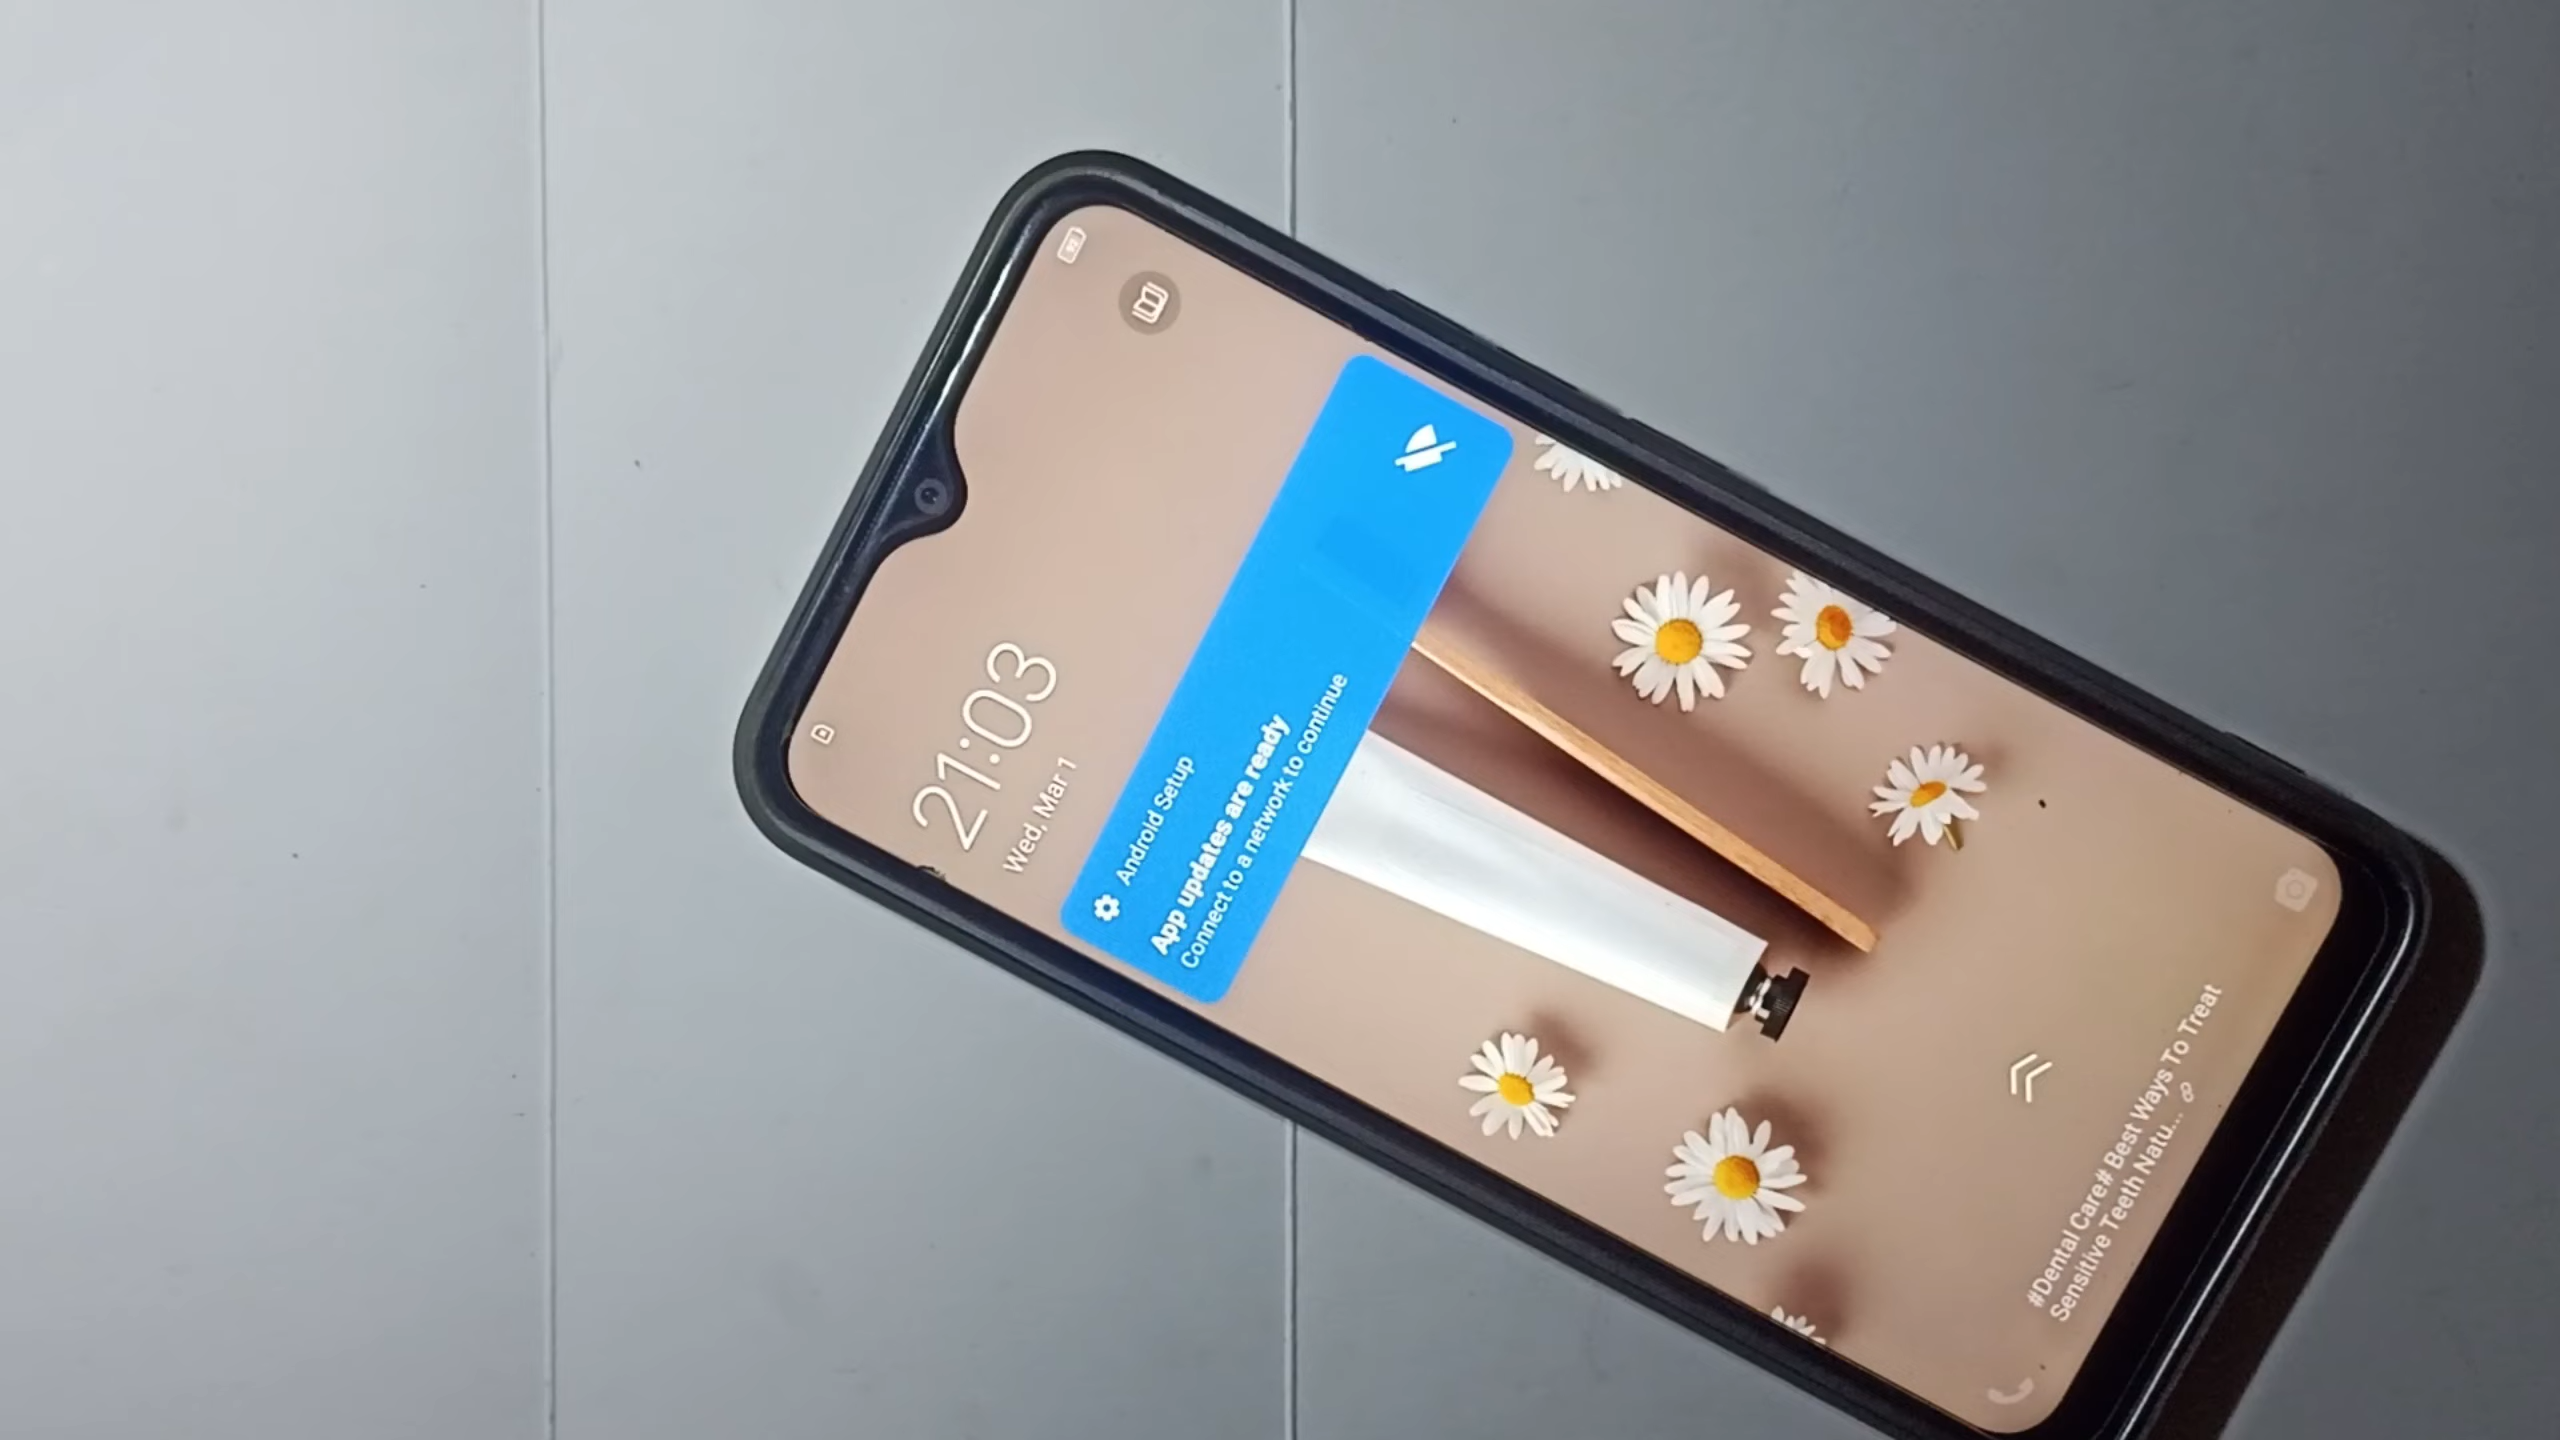 21:03
Wed, Mar 1
Android Setup
App updates are ready
Connect to a network to continue
#Dental Care# Best Ways To Treat
Sensitive Teeth Natu...